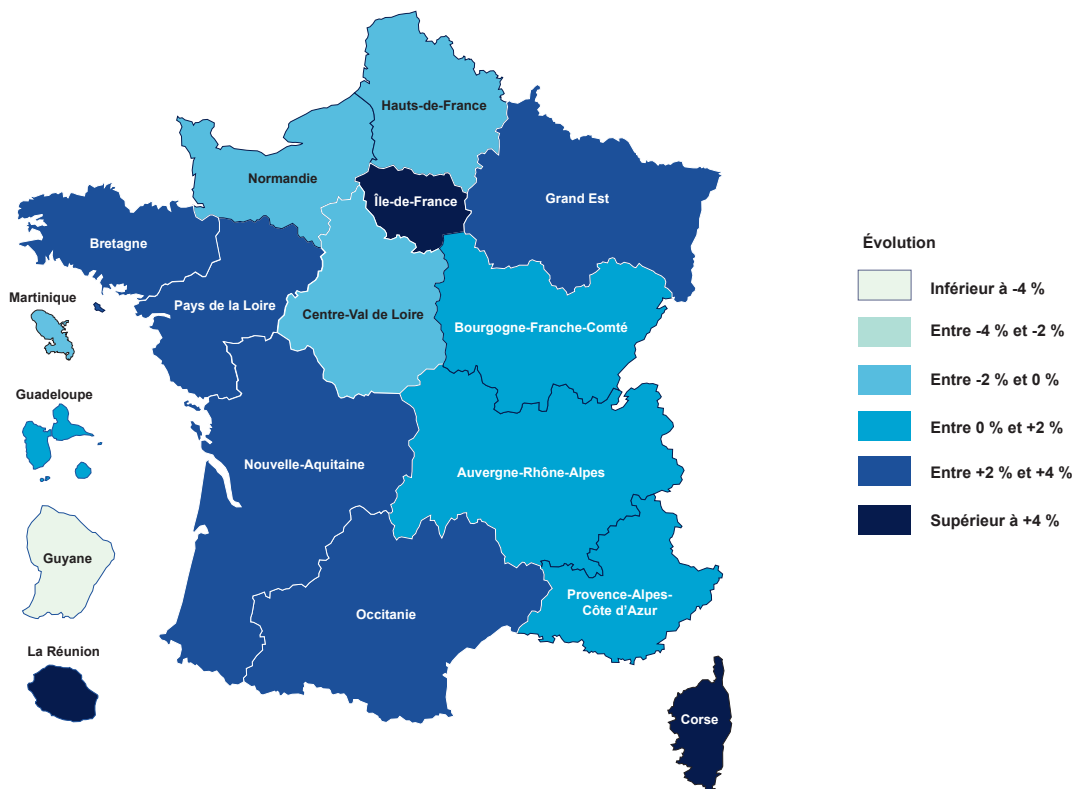 Hauts-de-France
Normandie
Île-de-France
Grand Est
Bretagne
Évolution
Martinique
Pays de la Loire
Centre-Val de Loire
Bourgogne-Franche-Comté
Inférieur à -4 %
Entre -4 % et -2 %
Entre -2 % et 0 %
Guadeloupe
Entre 0 % et +2 %
Nouvelle-Aquitaine
Auvergne-Rhône-Alpes
Entre +2 % et +4 %
Supérieur à +4 %
Guyane
Provence-Alpes-
Côte d'Azur
Occitanie
La Réunion
Corse